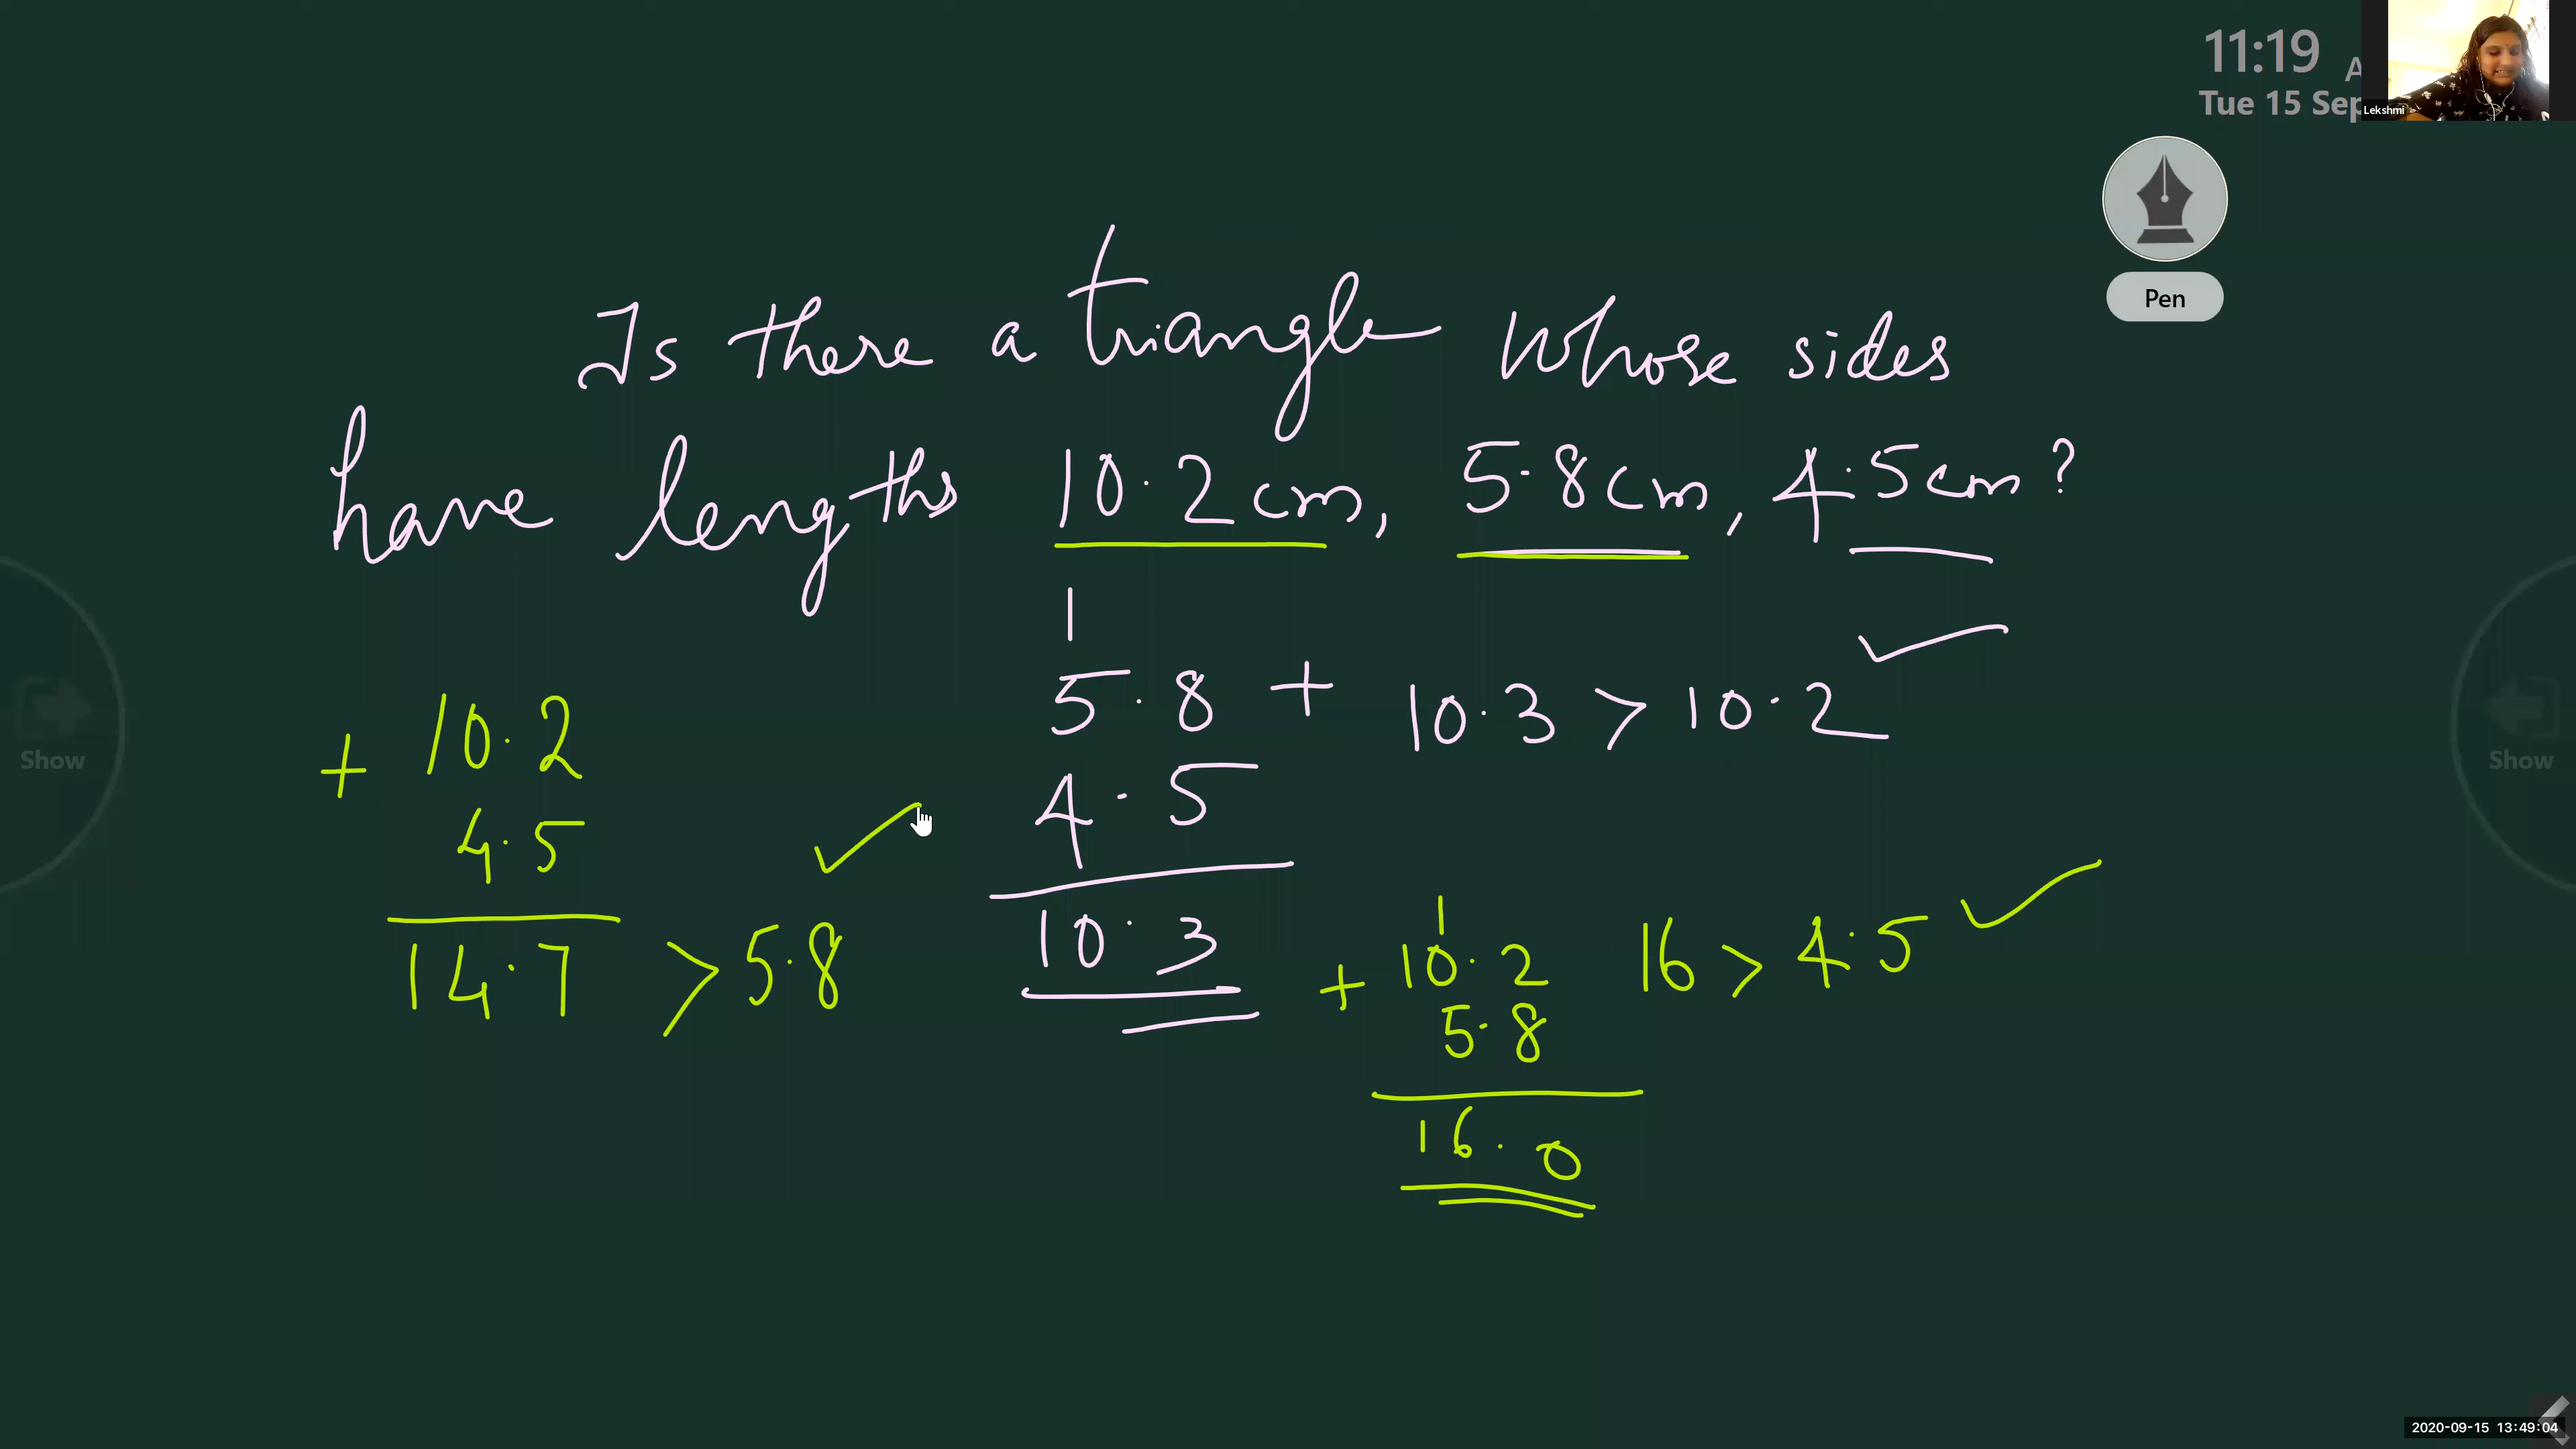 11:19
Tue 15 Sep
Lekshmi
Pen
Is there a triangle whose sides
have lengths 10.2 cm, 5.8 cm, 4.5 cm?
1
5.8 + 10.3 > 10.2
4.5
10.3
+ 10.2
4.5
14.7 > 5.8
1
+ 10.2 16 > 4.5
5.8
16.0
Show
Show
2020-09-15 13:49:04